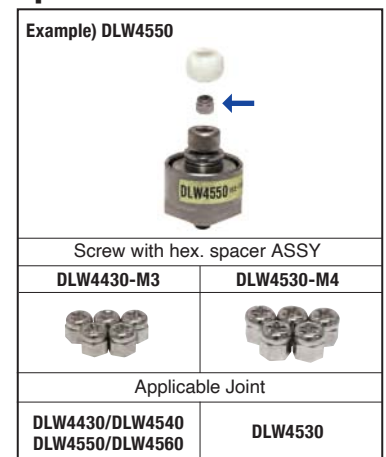 Example) DLW4550
DLW4550
Screw with hex. spacer ASSY
DLW4430-M3 DLW4530-M4
Applicable Joint
DLW4430/DLW4540
DLW4550/DLW4560
DLW4530